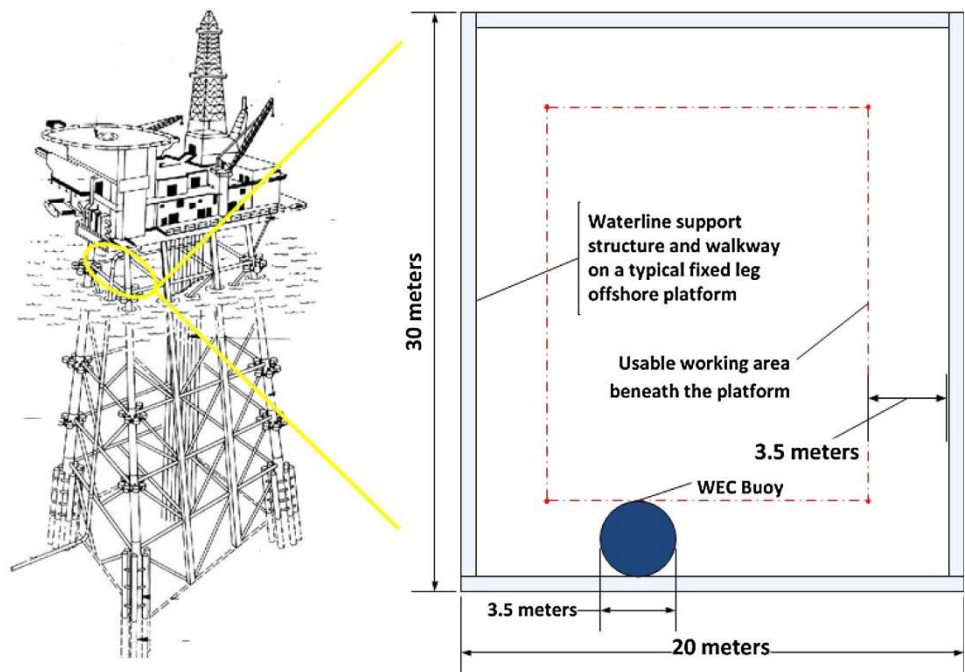 30 meters
Waterline support
structure and walkway
on a typical fixed leg
offshore platform
Usable working area
beneath the platform
3.5 meters
WEC Buoy
3.5 meters
20 meters